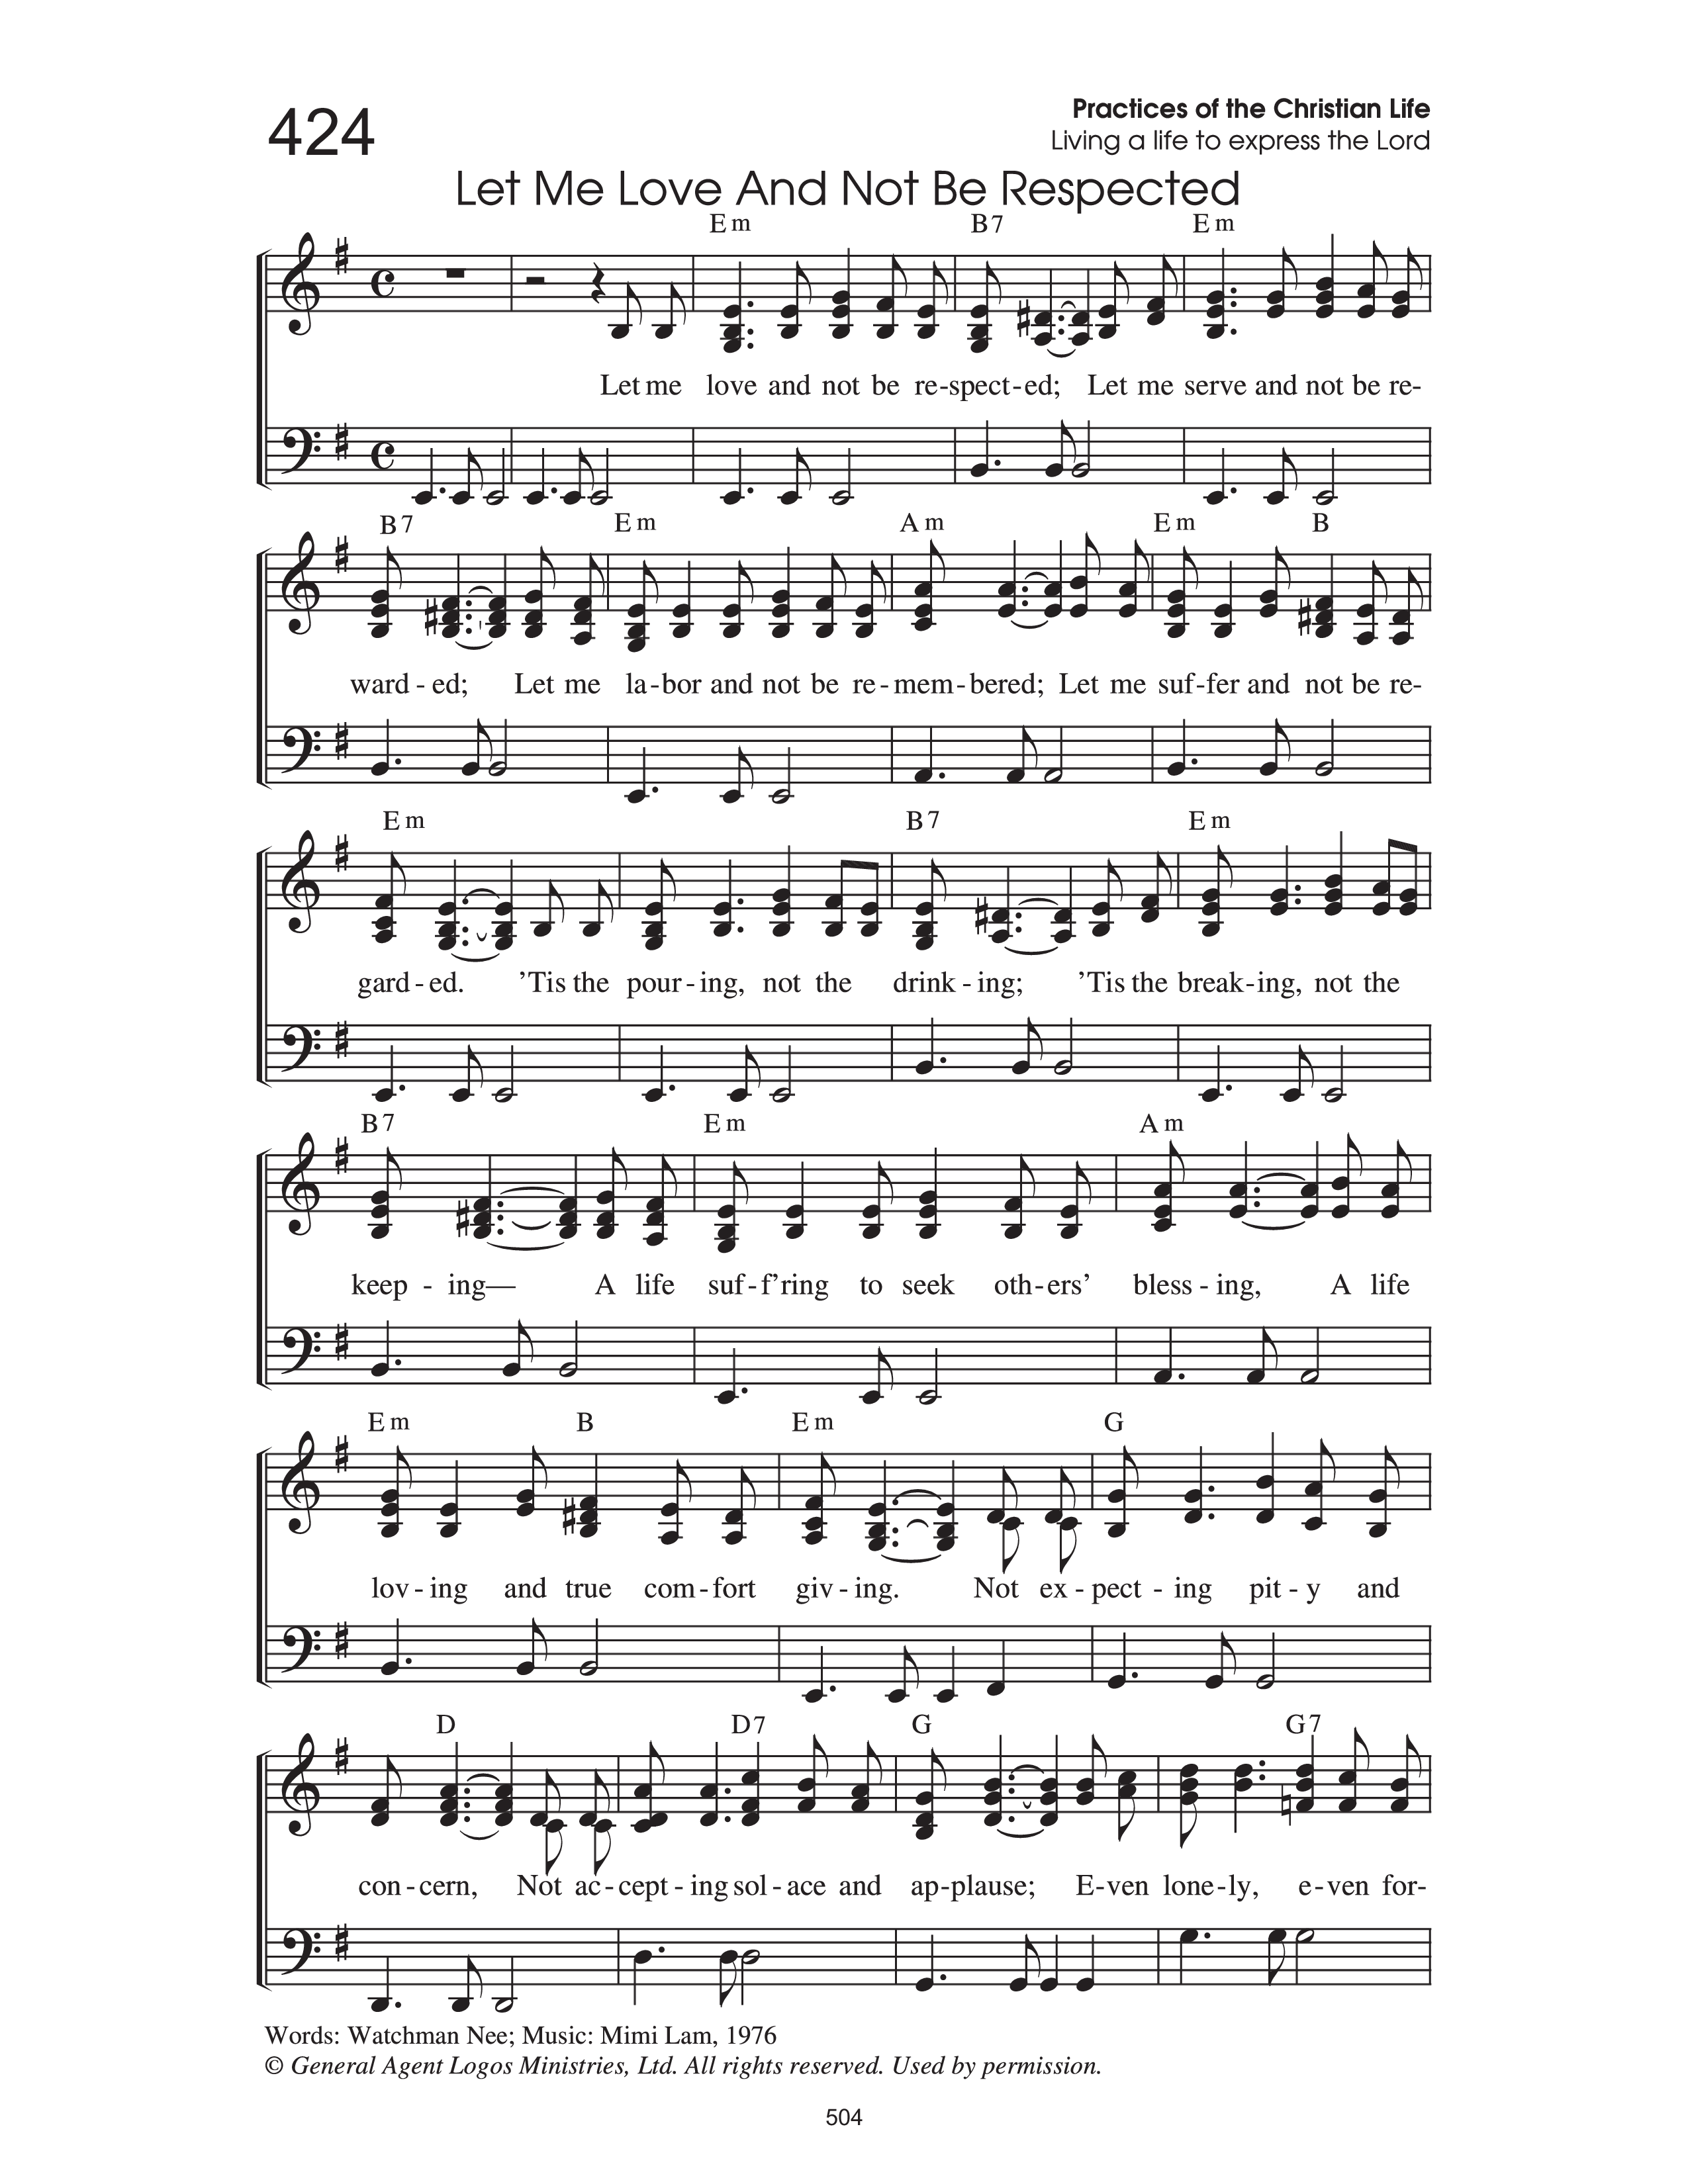 424
Practices of the Christian Life
Living a life to express the Lord
Let Me Love And Not Be Respected
Em B7 Em
Let me love and not be re-spect-ed; Let me serve and not be re-
B7 Em Am Em B
ward - ed; Let me la-bor and not be re-mem-bered; Let me suf-fer and not be re-
Em B7 Em
gard - ed. ’Tis the pour-ing, not the drink - ing; ’Tis the break-ing, not the
B7 Em Am
keep - ing— A life suf-f’ring to seek oth-ers’ bless - ing, A life
Em B Em G
lov - ing and true com-fort giv - ing. Not ex - pect - ing pit - y and
D D7 G G7
con - cern, Not ac - cept - ing sol - ace and ap-plause; E-ven lone-ly, e-ven for-
Words: Watchman Nee; Music: Mimi Lam, 1976
© General Agent Logos Ministries, Ltd. All rights reserved. Used by permission.
504